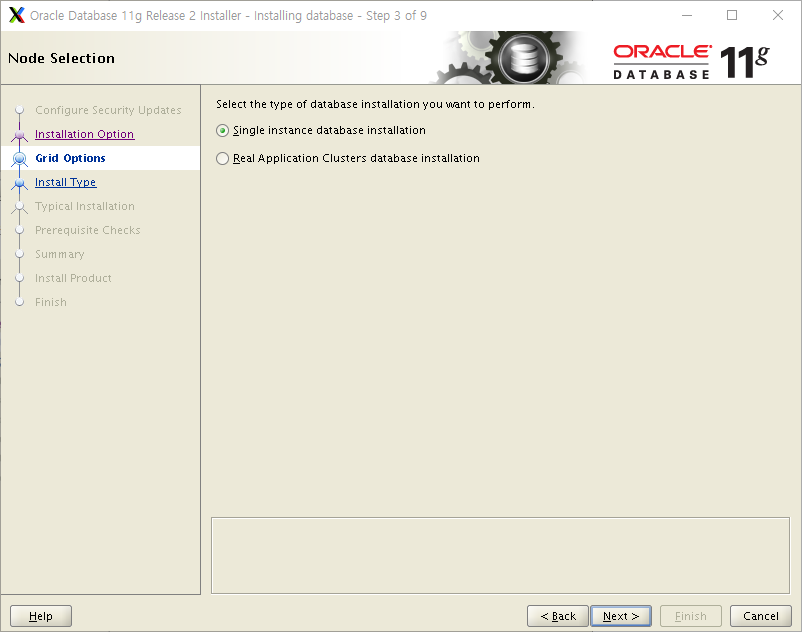 Oracle Database 11g Release 2 Installer - Installing database - Step 3 of 9
Node Selection
ORACLE
DATABASE
11g
Configure Security Updates
Installation Option
Grid Options
Install Type
Typical Installation
Prerequisite Checks
Summary
Install Product
Finish
Select the type of database installation you want to perform.
Single instance database installation
Real Application Clusters database installation
Help
< Back
Next >
Finish
Cancel